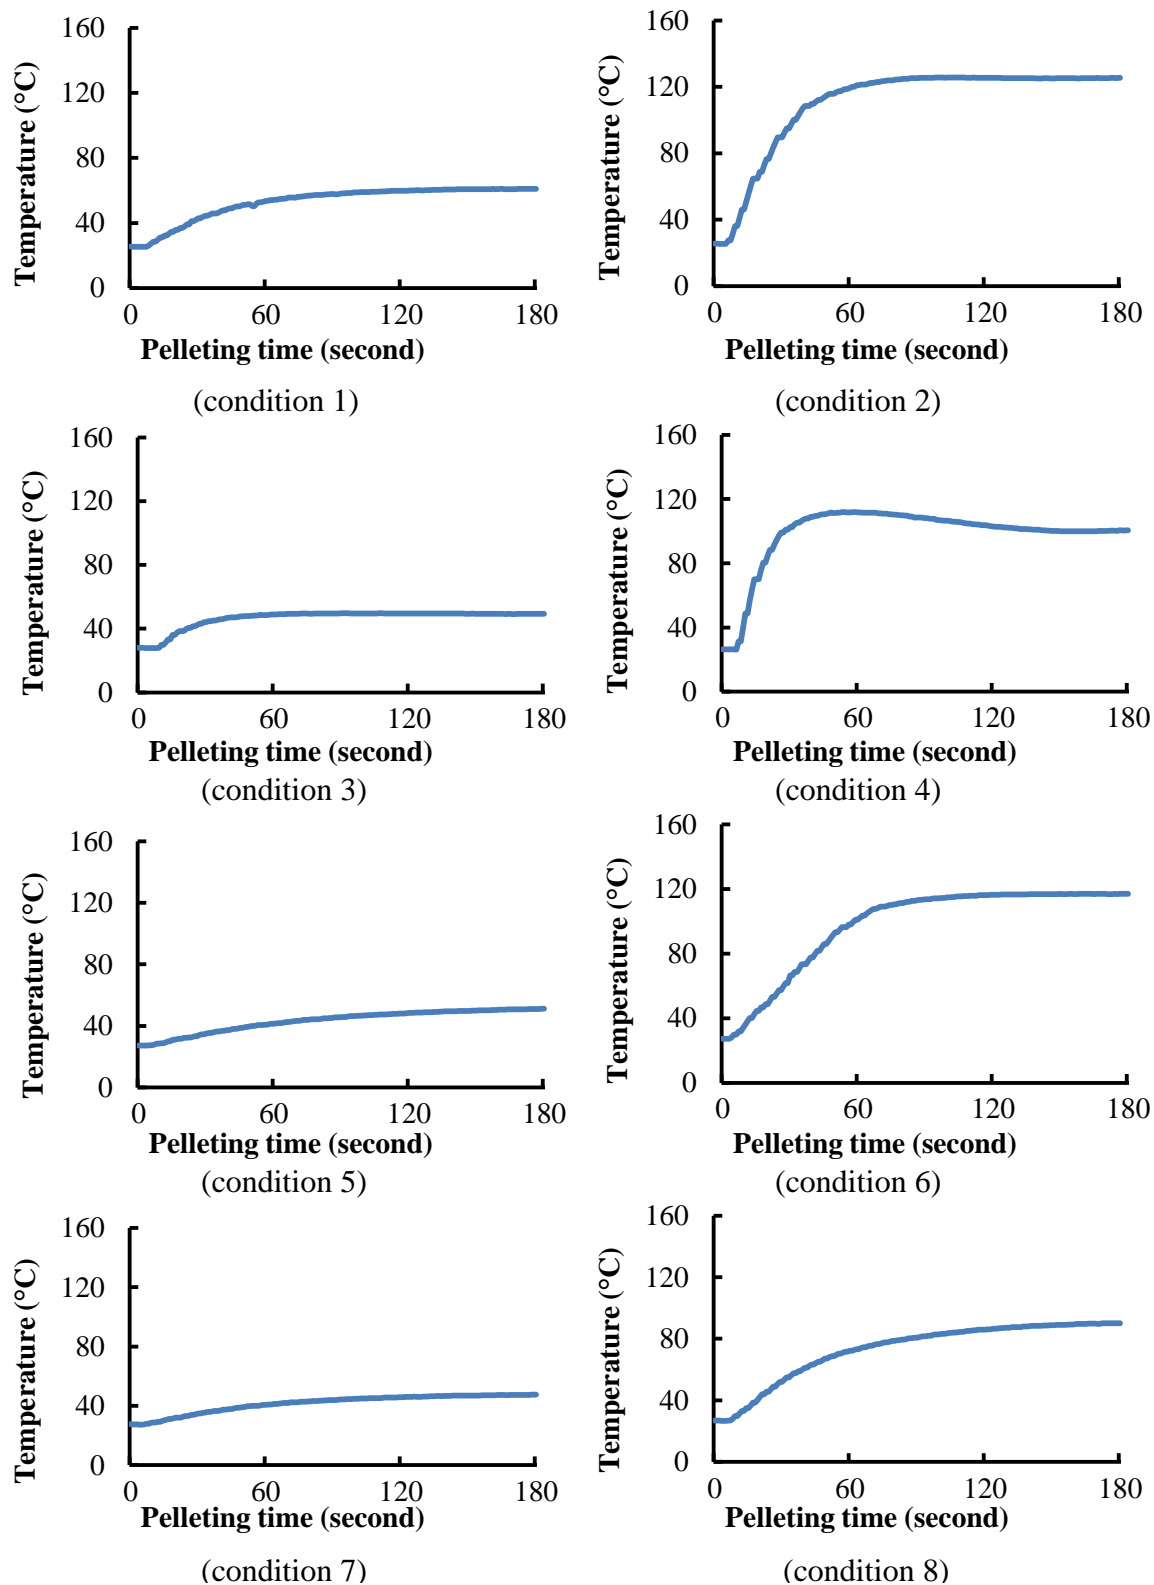 160
120
80
40
0
Temperature (°C)
0 60 120 180
Pelleting time (second)
(condition 1)
160
120
80
40
0
Temperature (°C)
0 60 120 180
Pelleting time (second)
(condition 2)
160
120
80
40
0
Temperature (°C)
0 60 120 180
Pelleting time (second)
(condition 3)
160
120
80
40
0
Temperature (°C)
0 60 120 180
Pelleting time (second)
(condition 4)
160
120
80
40
0
Temperature (°C)
0 60 120 180
Pelleting time (second)
(condition 5)
160
120
80
40
0
Temperature (°C)
0 60 120 180
Pelleting time (second)
(condition 6)
160
120
80
40
0
Temperature (°C)
0 60 120 180
Pelleting time (second)
(condition 7)
160
120
80
40
0
Temperature (°C)
0 60 120 180
Pelleting time (second)
(condition 8)